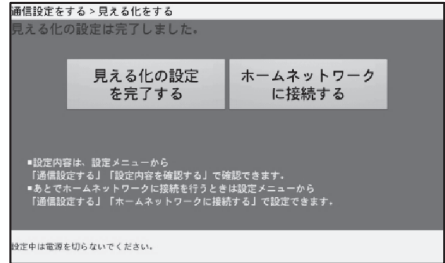 通信設定をする > 見える化をする
見える化の設定は完了しました。
見える化の設定
を完了する
ホームネットワーク
に接続する
■設定内容は、設定メニューから
「通信設定する」「設定内容を確認する」で確認できます。
■あとでホームネットワークに接続を行うときは設定メニューから
「通信設定する」「ホームネットワークに接続する」で設定できます。
設定中は電源を切らないでください。